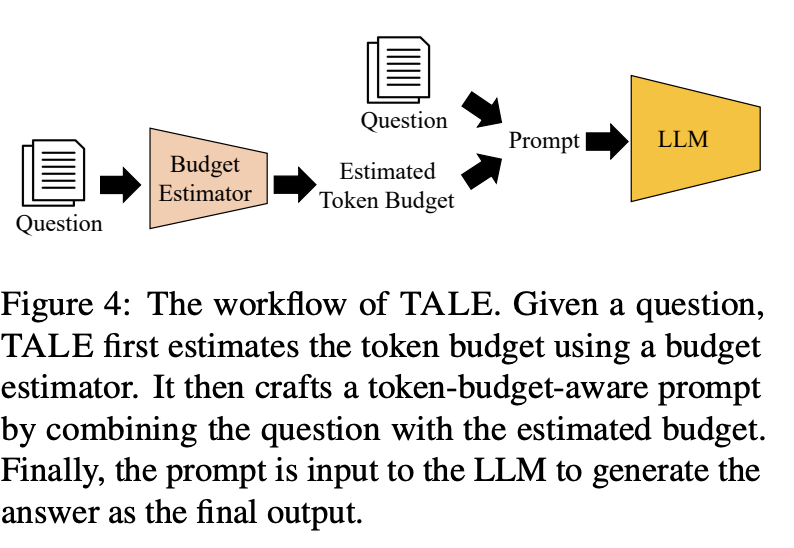 Question
Budget
Estimator
Estimated
Token Budget
Question
Prompt
LLM
Figure 4: The workflow of TALE. Given a question,
TALE first estimates the token budget using a budget
estimator. It then crafts a token-budget-aware prompt
by combining the question with the estimated budget.
Finally, the prompt is input to the LLM to generate the
answer as the final output.